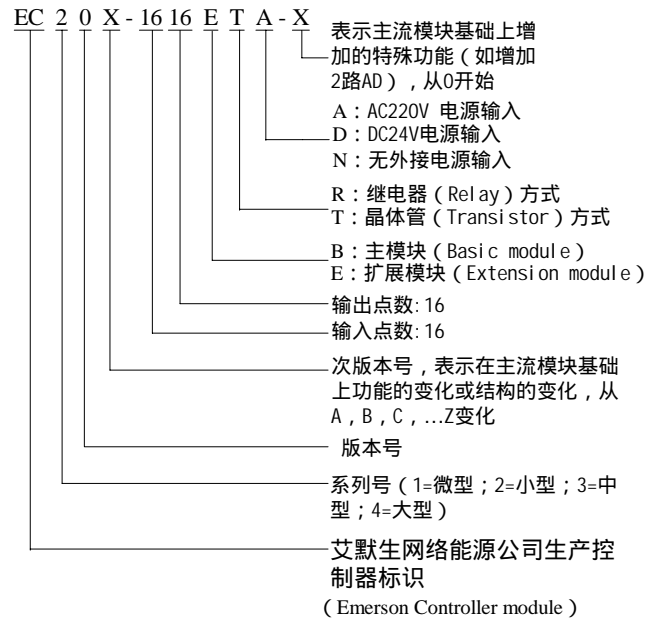 EC 2 0 X - 16 16 E T A - X
表示主流模块基础上增
加的特殊功能（如增加
2路AD），从0开始
A：AC220V 电源输入
D：DC24V电源输入
N：无外接电源输入
R：继电器（Relay）方式
T：晶体管（Transistor）方式
B：主模块（Basic module）
E：扩展模块（Extension module）
输出点数:16
输入点数:16
次版本号，表示在主流模块基础
上功能的变化或结构的变化，从
A，B，C，…Z变化
版本号
系列号（1=微型；2=小型；3=中
型；4=大型）
艾默生网络能源公司生产控
制器标识
（Emerson Controller module）